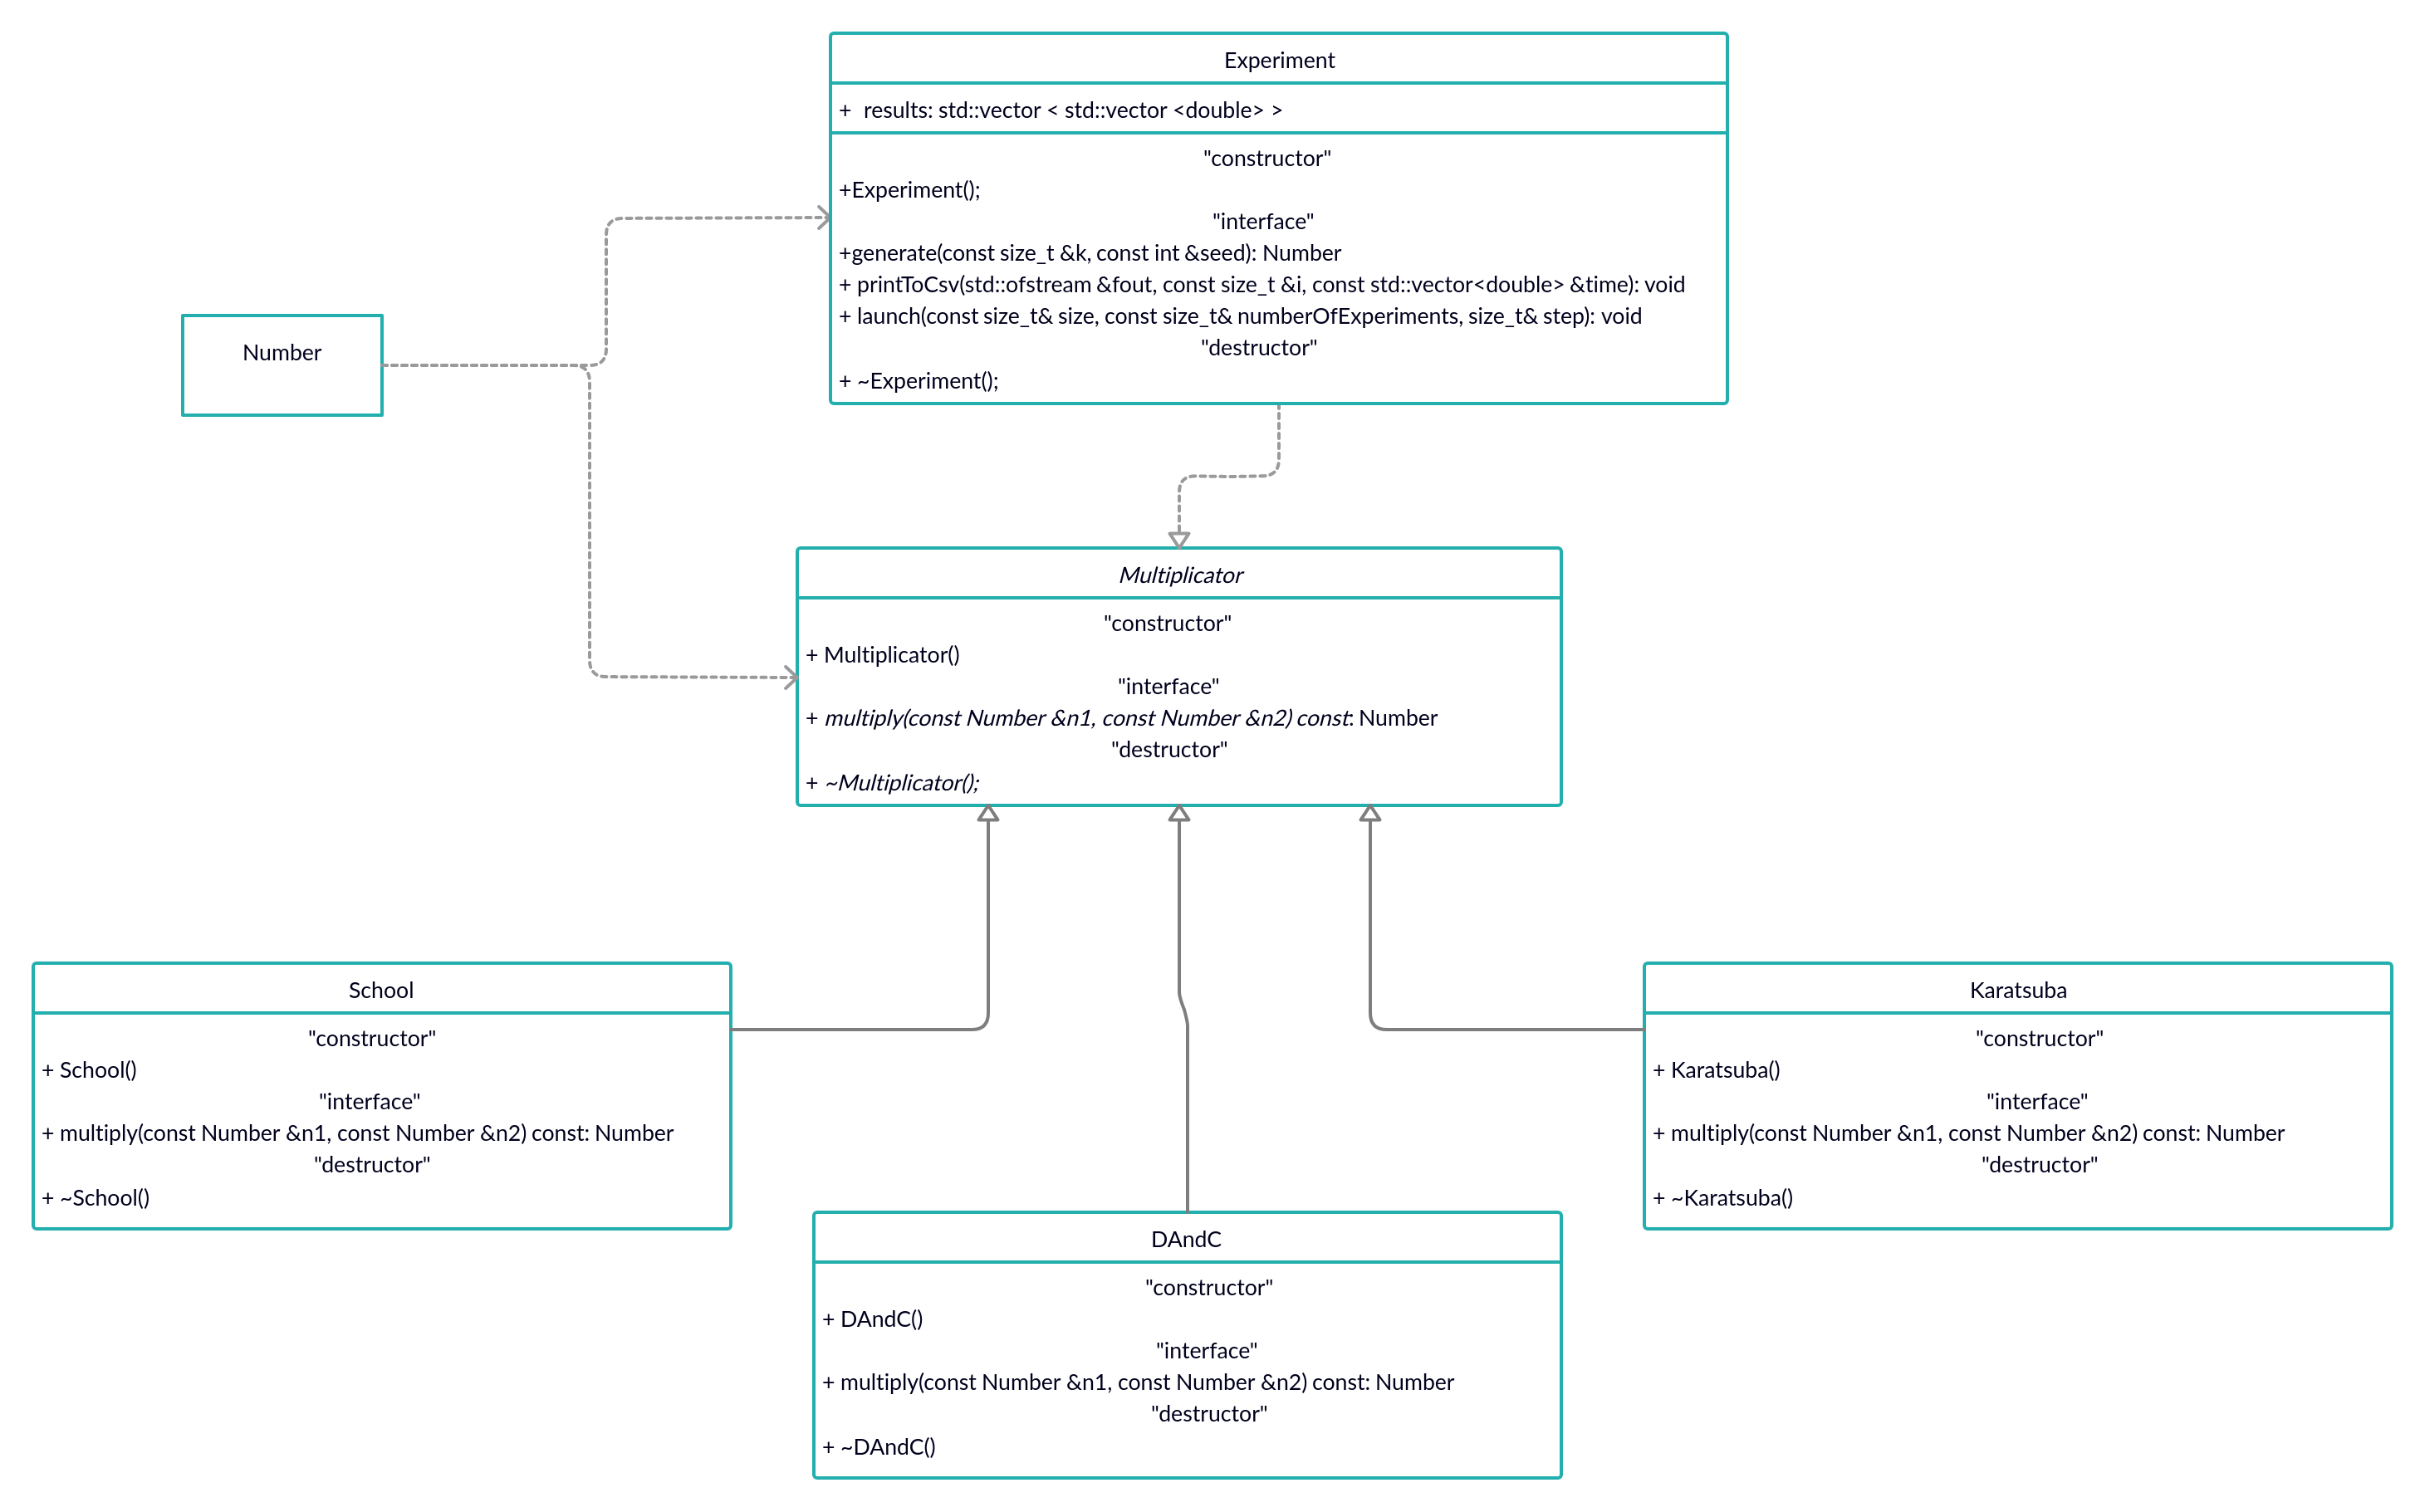 Experiment
+ results: std::vector < std::vector <double> >
"constructor"
+Experiment();
"interface"
+generate(const size_t &k, const int &seed): Number
+ printToCsv(std::ofstream &fout, const size_t &i, const std::vector<double> &time): void
+ launch(const size_t& size, const size_t& numberOfExperiments, size_t& step): void
"destructor"
+ ~Experiment();
Number
Multiplicator
"constructor"
+ Multiplicator()
"interface"
+ multiply(const Number &n1, const Number &n2) const: Number
"destructor"
+ ~Multiplicator();
School
"constructor"
+ School()
"interface"
+ multiply(const Number &n1, const Number &n2) const: Number
"destructor"
+ ~School()
Karatsuba
"constructor"
+ Karatsuba()
"interface"
+ multiply(const Number &n1, const Number &n2) const: Number
"destructor"
+ ~Karatsuba()
DAndC
"constructor"
+ DAndC()
"interface"
+ multiply(const Number &n1, const Number &n2) const: Number
"destructor"
+ ~DAndC()